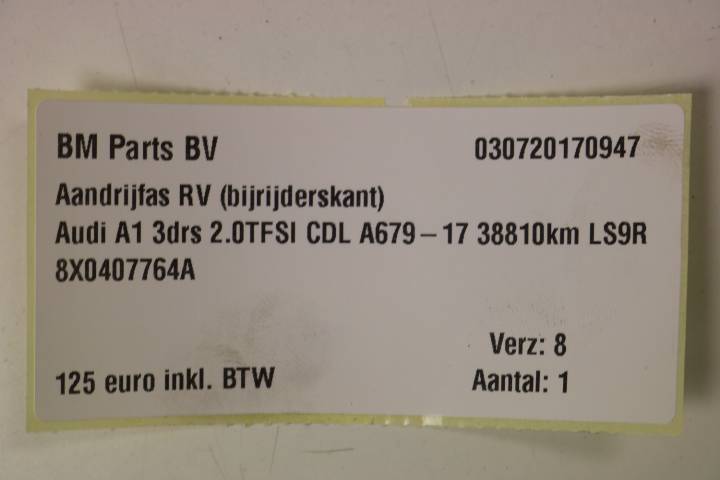 BM Parts BV 030720170947
Aandrijfas RV (bijrijderskant)
Audi A1 3drs 2.0TFSI CDL A679-17 38810km LS9R
8X0407764A
Verz: 8
125 euro inkl. BTW Aantal: 1